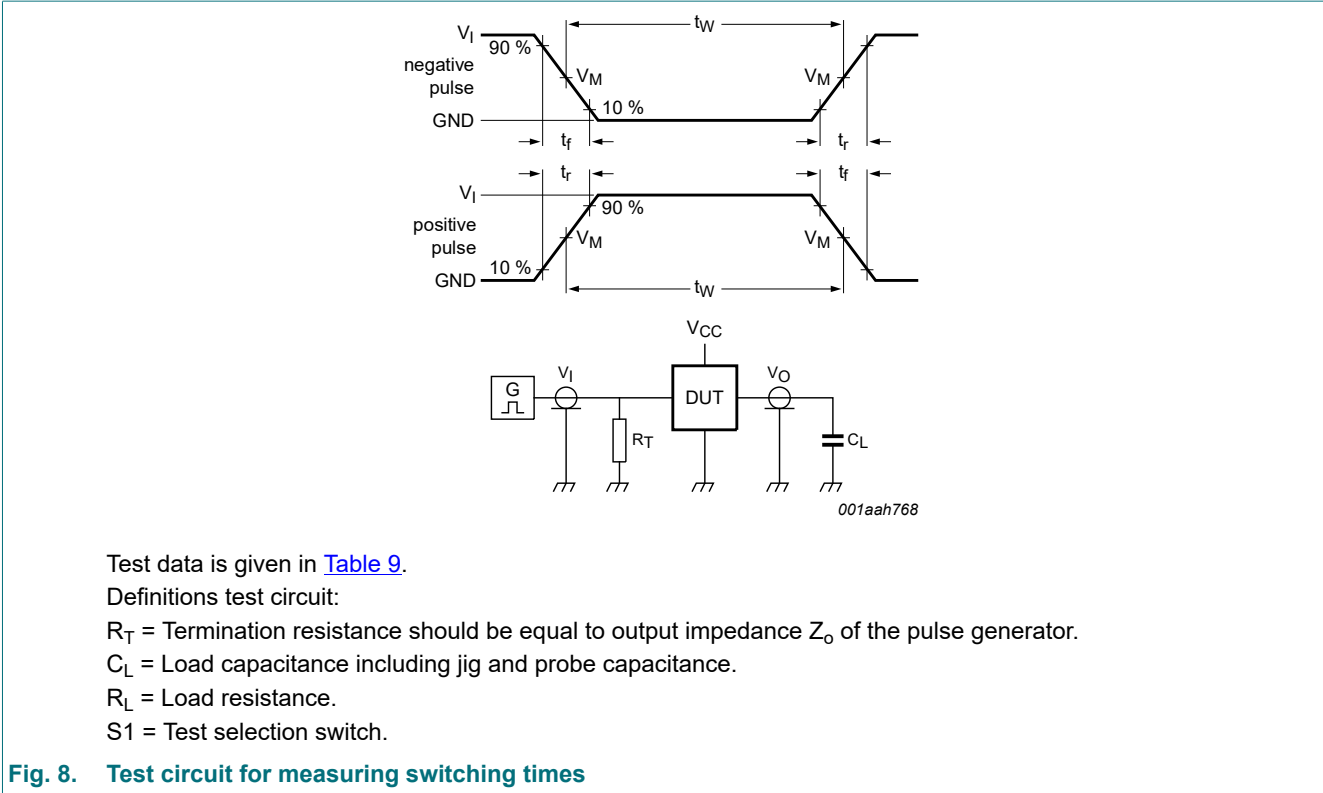 tW
VI
90 %
negative
pulse
VM
VM
10 %
GND
tf
tr
tr
tf
VI
90 %
positive
pulse
VM
VM
10 %
GND
tW
VCC
VI
VO
G
DUT
RT
CL
001aah768
Test data is given in Table 9.
Definitions test circuit:
RT = Termination resistance should be equal to output impedance Zo of the pulse generator.
CL = Load capacitance including jig and probe capacitance.
RL = Load resistance.
S1 = Test selection switch.
Fig. 8. Test circuit for measuring switching times